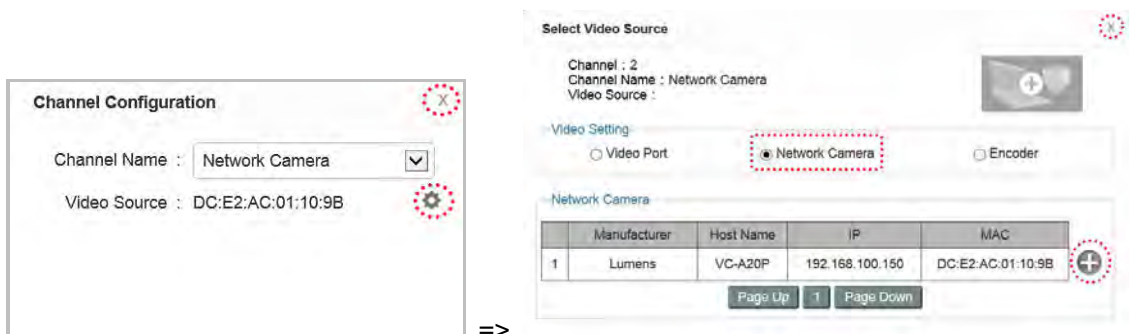 Channel Configuration
X
Channel Name : Network Camera
Video Source : DC:E2:AC:01:10:9B
=>
Select Video Source
X
Channel : 2
Channel Name : Network Camera
Video Source :
Video Setting
Video Port Network Camera Encoder
Network Camera
Manufacturer Host Name IP MAC
1 Lumens VC-A20P 192.168.100.150 DC:E2:AC:01:10:9B
Page Up 1 Page Down